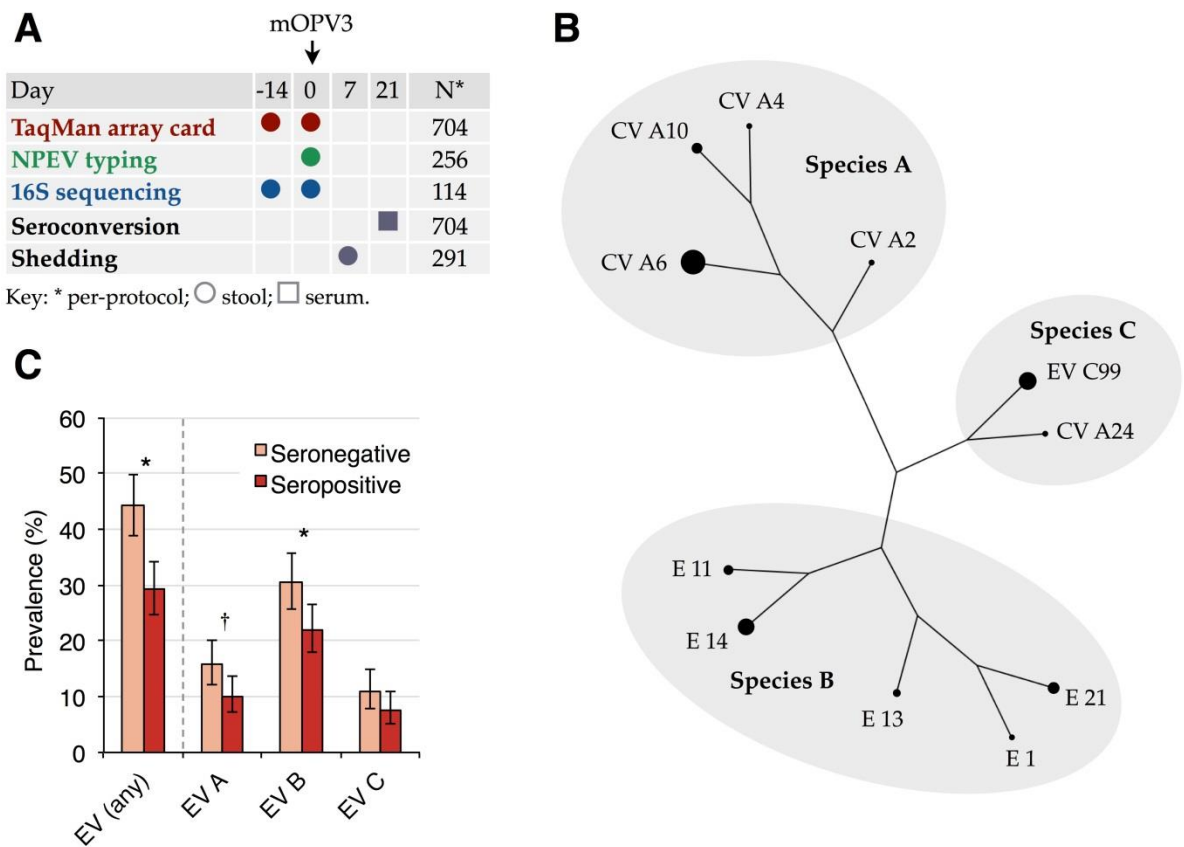 A
mOPV3
Day -14 0 7 21 N*
TaqMan array card 704
NPEV typing 256
16S sequencing 114
Seroconversion 704
Shedding 291
Key: * per-protocol; stool; serum.
B
CV A4
CV A10
Species A
CV A2
CV A6
Species C
EV C99
CV A24
E 11
E 14
Species B
E 13
E 21
E 1
C
Prevalence (%)
60
50
40
30
20
10
0
Seronegative
Seropositive
*
†
*
EV (any)
EV A
EV B
EV C